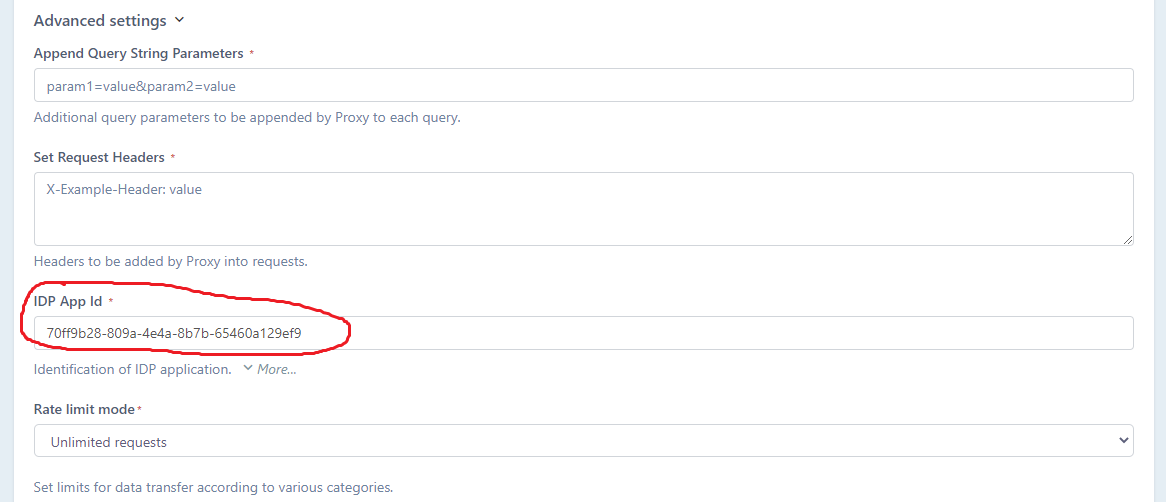 Advanced settings
Append Query String Parameters *
param1=value&param2=value
Additional query parameters to be appended by Proxy to each query.
Set Request Headers *
X-Example-Header: value
Headers to be added by Proxy into requests.
IDP App Id *
70ff9b28-809a-4e4a-8b7b-65460a129ef9
Identification of IDP application. More...
Rate limit mode*
Unlimited requests
Set limits for data transfer according to various categories.